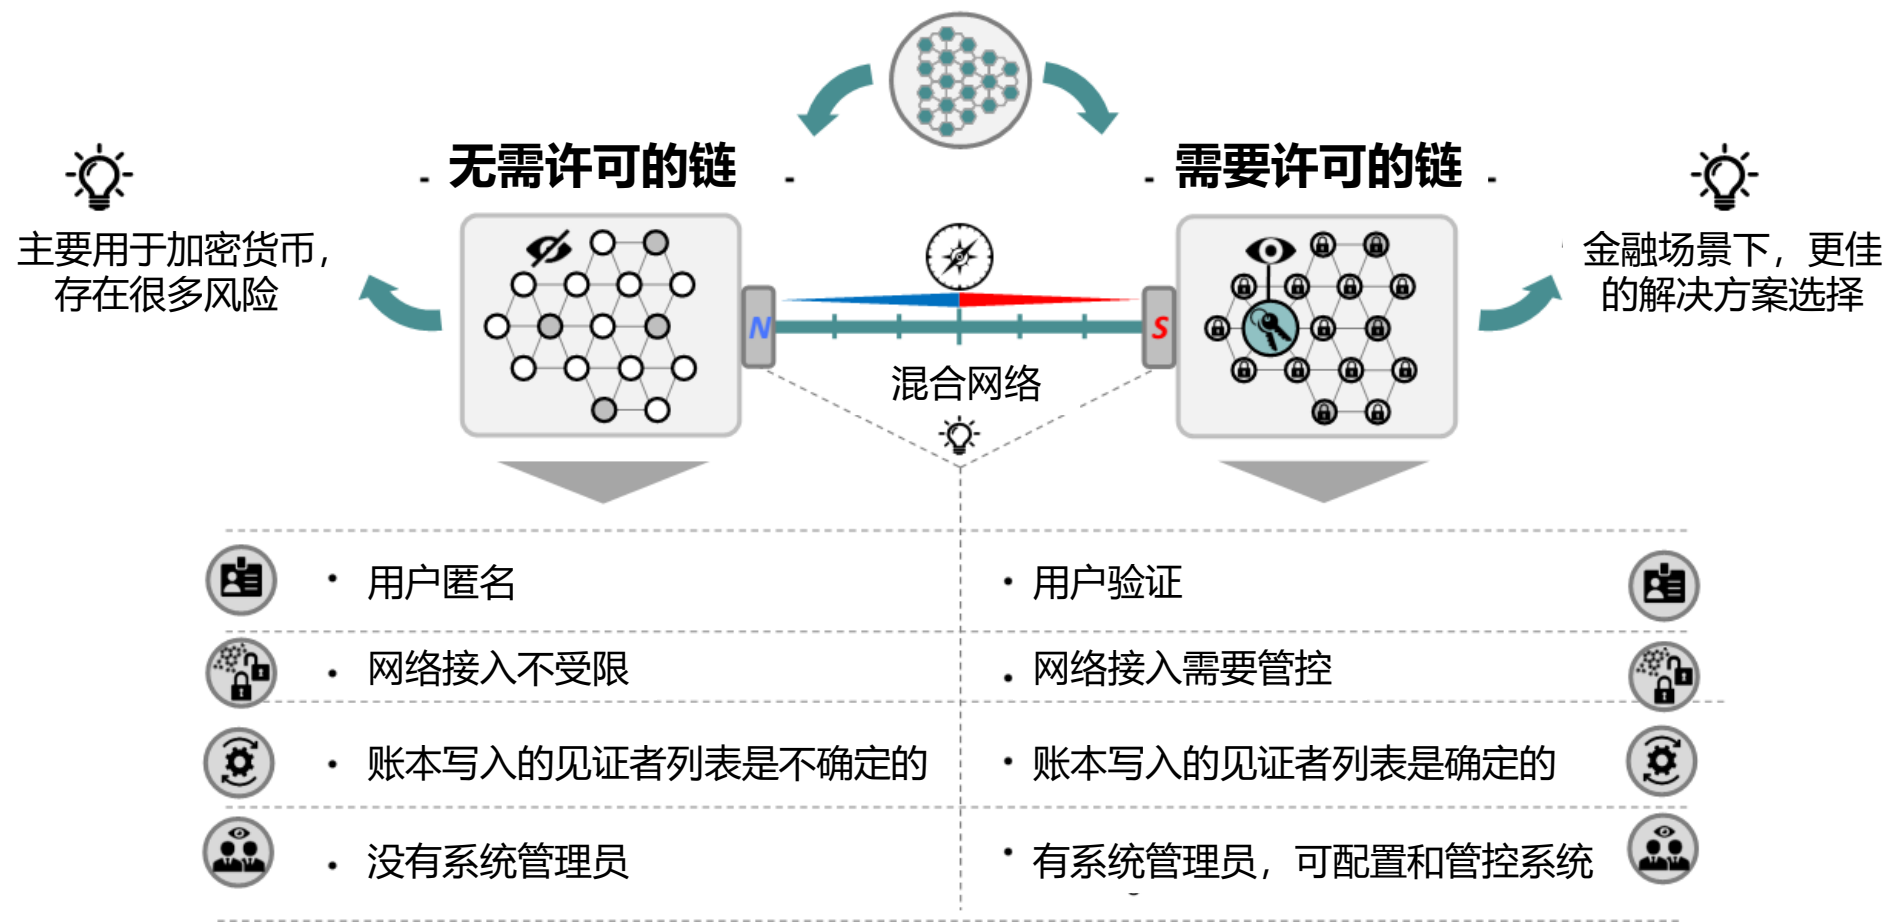 无需许可的链
需要许可的链
主要用于加密货币，
存在很多风险
金融场景下，更佳
的解决方案选择
N
S
混合网络
• 用户匿名
• 用户验证
• 网络接入不受限
• 网络接入需要管控
• 账本写入的见证者列表是不确定的
• 账本写入的见证者列表是确定的
• 没有系统管理员
• 有系统管理员，可配置和管控系统